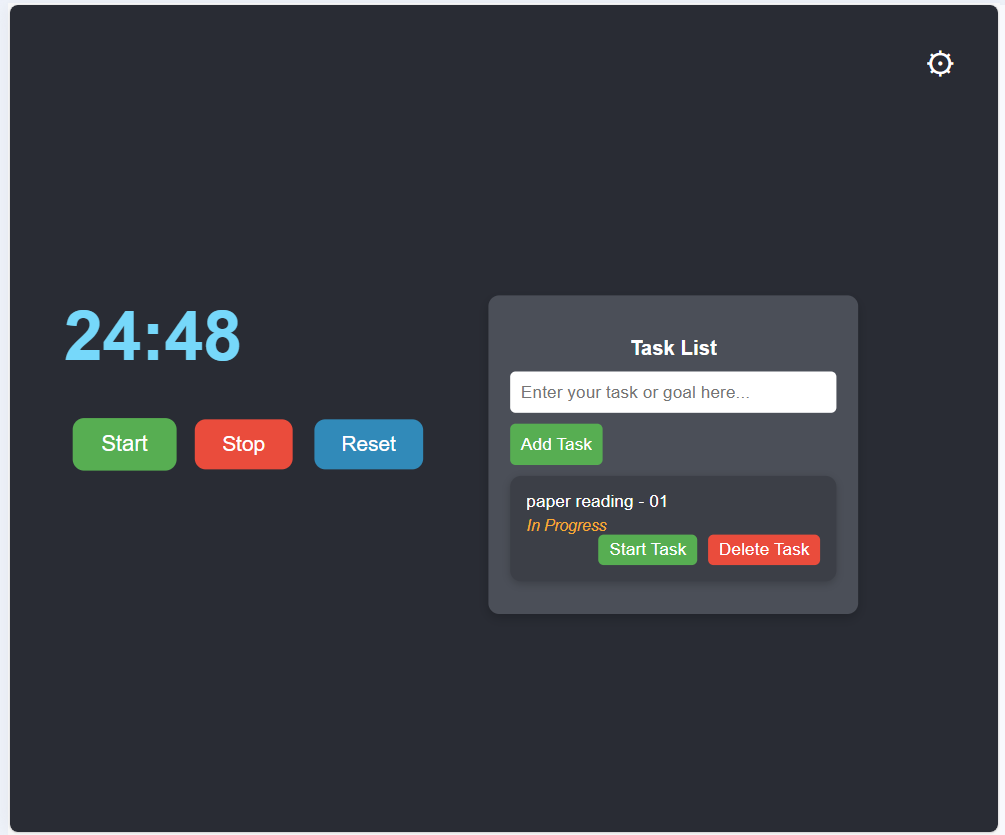 24:48
Start Stop Reset
Task List
Enter your task or goal here...
Add Task
paper reading - 01
In Progress
Start Task Delete Task